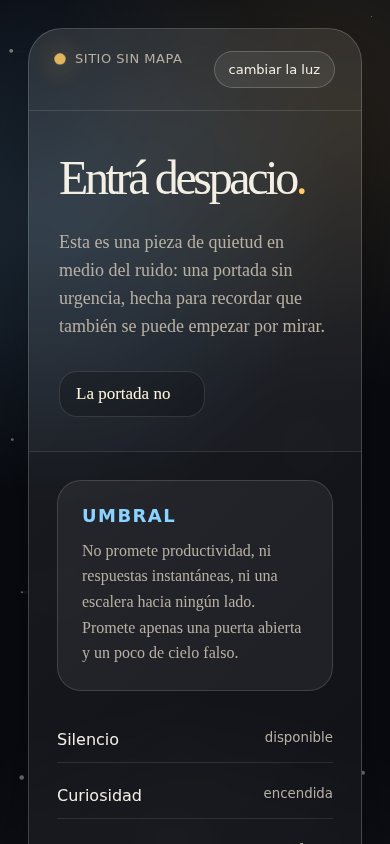 SITIO SIN MAPA
cambiar la luz
Entrá despacio.
Esta es una pieza de quietud en
medio del ruido: una portada sin
urgencia, hecha para recordar que
también se puede empezar por mirar.
La portada no
UMBRAL
No promete productividad, ni
respuestas instantáneas, ni una
escalera hacia ningún lado.
Promete apenas una puerta abierta
y un poco de cielo falso.
Silencio disponible
Curiosidad encendida